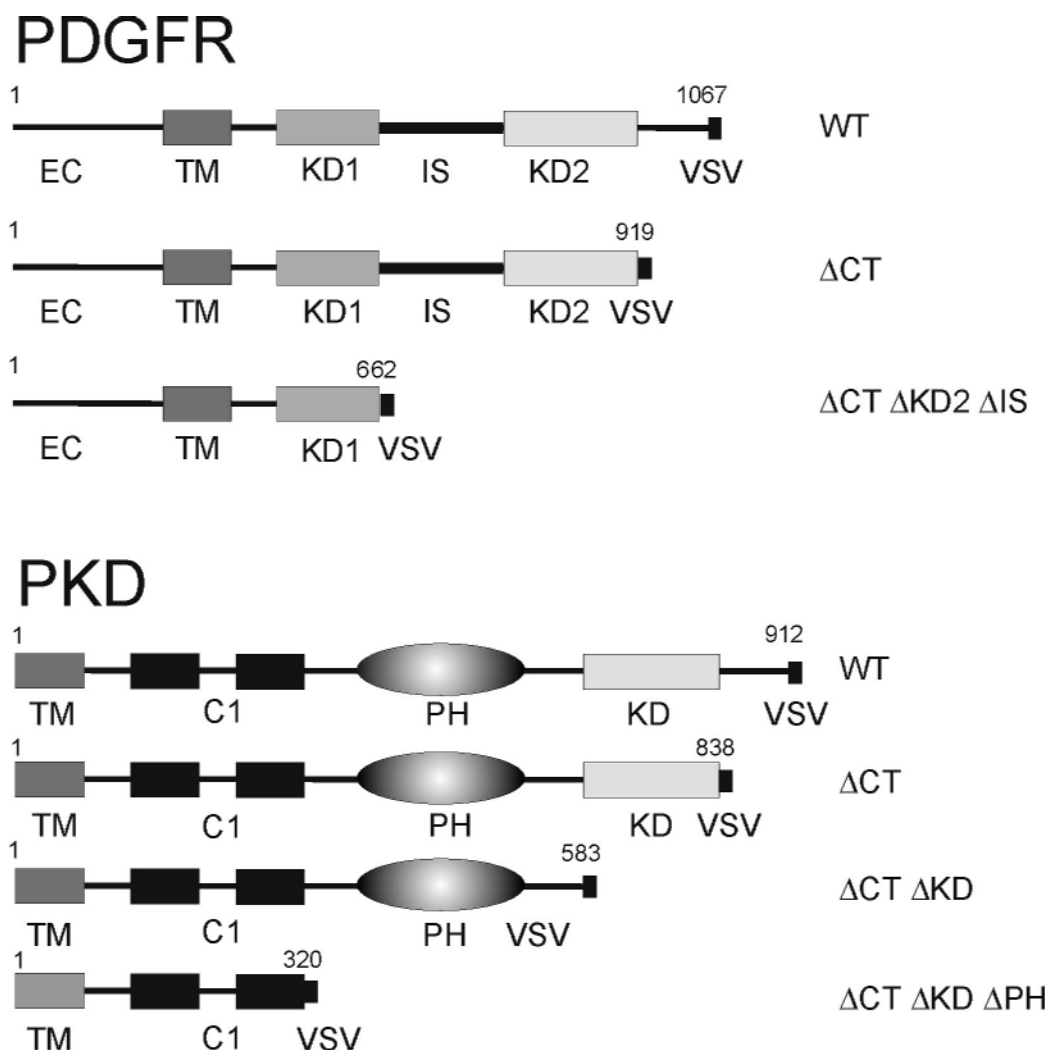 PDGFR
1 1067
WT
EC TM KD1 IS KD2 VSV
1 919
ΔCT
EC TM KD1 IS KD2 VSV
1 662
ΔCT ΔKD2 ΔIS
EC TM KD1 VSV
PKD
1 912
WT
TM C1 PH KD VSV
1 838
ΔCT
TM C1 PH KD VSV
1 583
ΔCT ΔKD
TM C1 PH VSV
1 320
ΔCT ΔKD ΔPH
TM C1 VSV